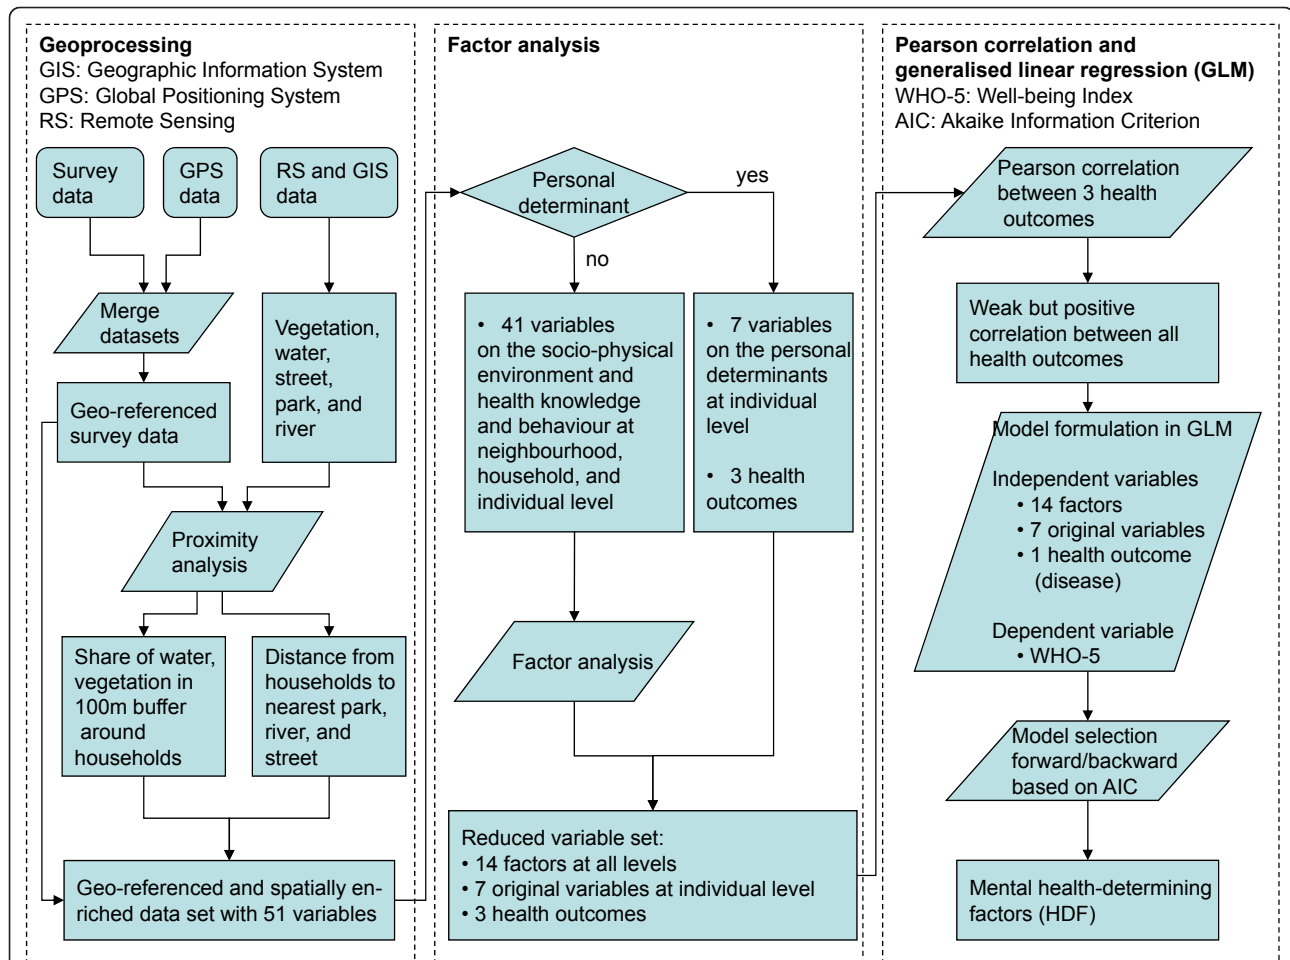 Geoprocessing
GIS: Geographic Information System
GPS: Global Positioning System
RS: Remote Sensing
Survey
data
GPS
data
RS and GIS
data
Merge
datasets
Vegetation,
water,
street,
park, and
river
Geo-referenced
survey data
Proximity
analysis
Share of water,
vegetation in
100m buffer
around
households
Distance from
households to
nearest park,
river, and
street
Geo-referenced and spatially en-
riched data set with 51 variables
Factor analysis
Personal
determinant
yes
no
• 41 variables
on the socio-physical
environment and
health knowledge
and behaviour at
neighbourhood,
household, and
individual level
• 7 variables
on the personal
determinants
at individual
level
• 3 health
outcomes
Factor analysis
Reduced variable set:
• 14 factors at all levels
• 7 original variables at individual level
• 3 health outcomes
Pearson correlation and
generalised linear regression (GLM)
WHO-5: Well-being Index
AIC: Akaike Information Criterion
Pearson correlation
between 3 health
outcomes
Weak but positive
correlation between all
health outcomes
Model formulation in GLM
Independent variables
• 14 factors
• 7 original variables
• 1 health outcome
(disease)
Dependent variable
• WHO-5
Model selection
forward/backward
based on AIC
Mental health-determining
factors (HDF)